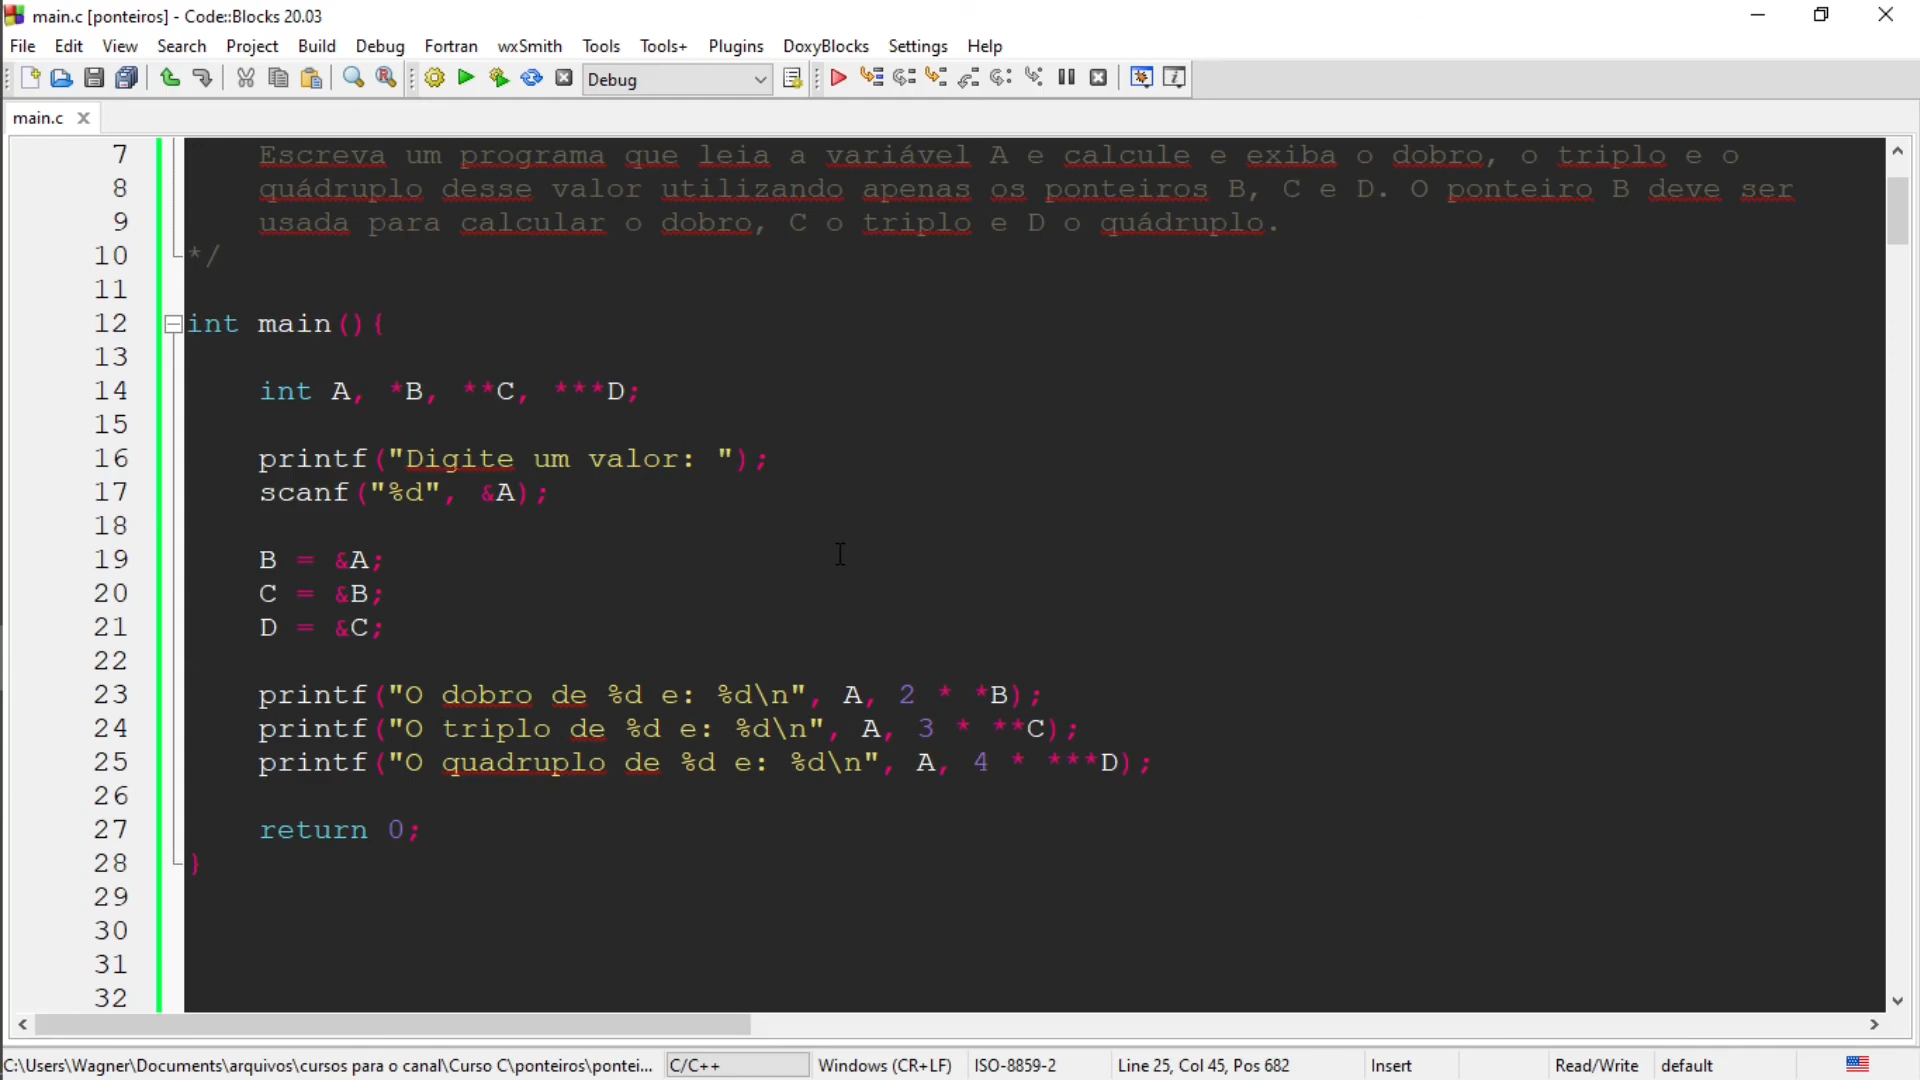 main.c [ponteiros] - Code::Blocks 20.03
File Edit View Search Project Build Debug Fortran wxSmith Tools Tools+ Plugins DoxyBlocks Settings Help
Debug
main.c
7 Escreva um programa que leia a variável A e calcule e exiba o dobro, o triplo e o
8 quádruplo desse valor utilizando apenas os ponteiros B, C e D. O ponteiro B deve ser
9 usada para calcular o dobro, C o triplo e D o quádruplo.
10 */
11
12 int main(){
13
14 int A, *B, **C, ***D;
15
16 printf("Digite um valor: ");
17 scanf("%d", &A);
18
19 B = &A;
20 C = &B;
21 D = &C;
22
23 printf("O dobro de %d e: %d\n", A, 2 * *B);
24 printf("O triplo de %d e: %d\n", A, 3 * **C);
25 printf("O quadruplo de %d e: %d\n", A, 4 * ***D);
26
27 return 0;
28 }
29
30
31
32
C:\Users\Wagner\Documents\arquivos\cursos para o canal\Curso C\ponteiros\pontei... C/C++ Windows (CR+LF) ISO-8859-2 Line 25, Col 45, Pos 682 Insert Read/Write default